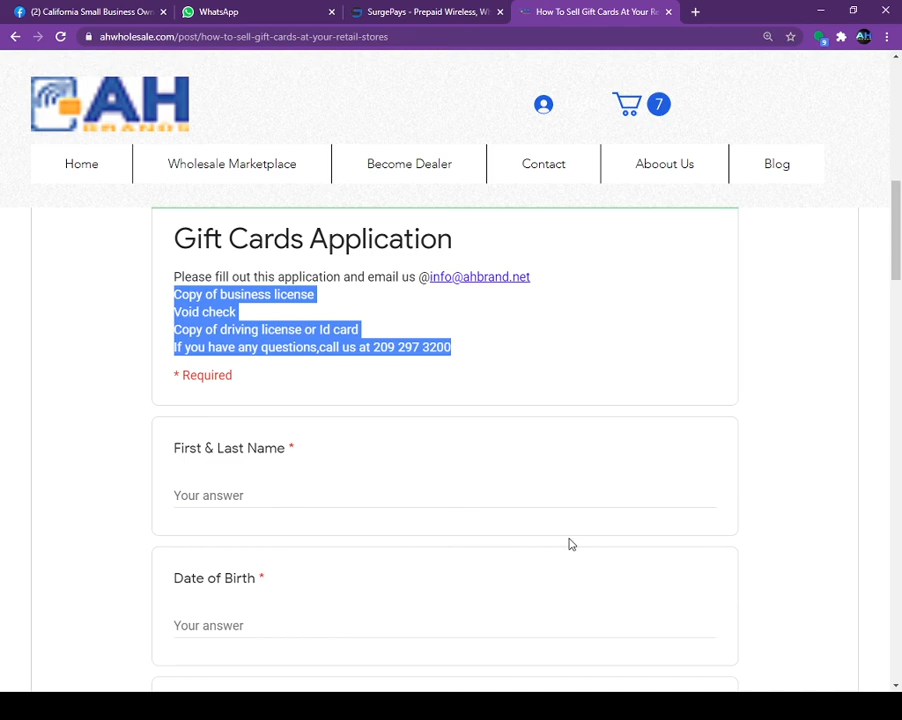 (2) California Small Business Own
WhatsApp
SurgePays - Prepaid Wireless, Wh
How To Sell Gift Cards At Your Re
ahwholesale.com/post/how-to-sell-gift-cards-at-your-retail-stores
AH
7
Home
Wholesale Marketplace
Become Dealer
Contact
Aboout Us
Blog
Gift Cards Application
Please fill out this application and email us @info@ahbrand.net
Copy of business license
Void check
Copy of driving license or Id card
If you have any questions,call us at 209 297 3200
* Required
First & Last Name *
Your answer
Date of Birth *
Your answer